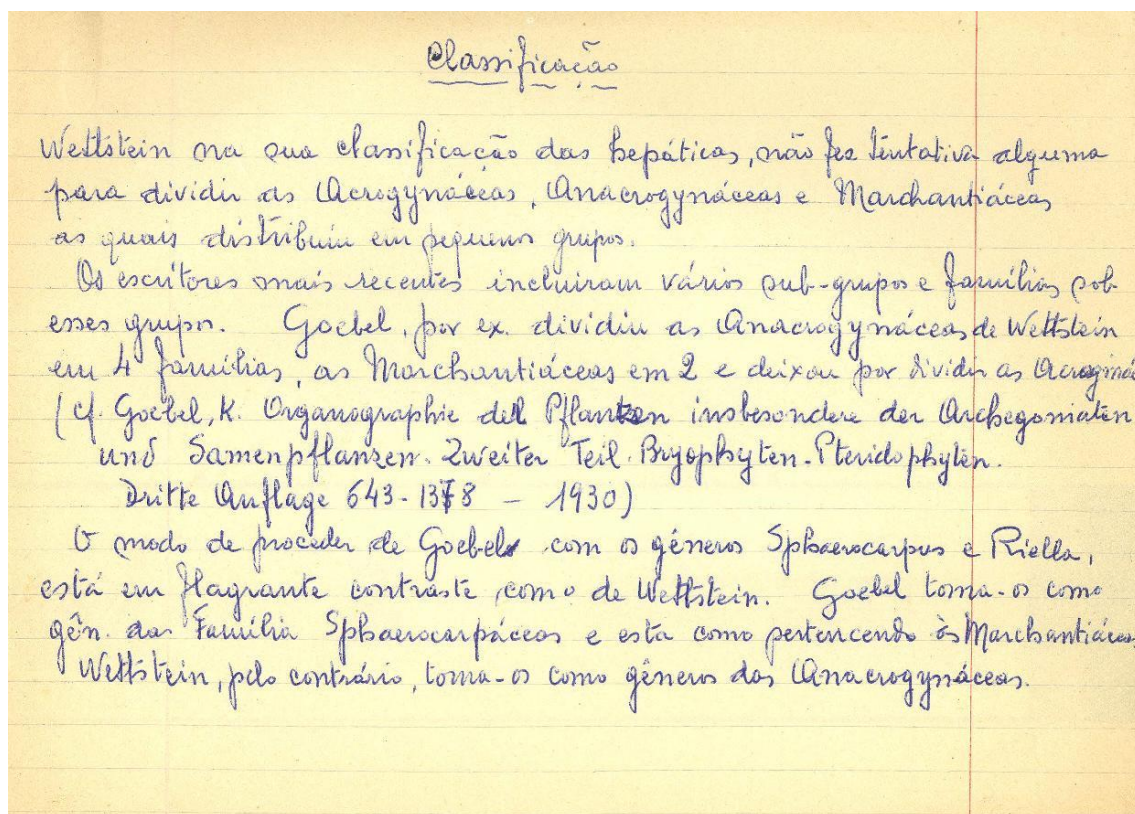 Classificação
Wettstein na sua classificação das hepáticas, não fez tentativa alguma
para dividir as Acrogynáceas, Anacrogynáceas e Marchantiáceas
as quais distribuiu em pequenos grupos.
Os escritores mais recentes incluiram vários sub-grupos e famílias sob
esses grupos. Goebel, por ex. dividiu as Anacrogynáceas de Wettstein
em 4 famílias, as Marchantiáceas em 2 e deixou por dividir as Acroginá
(cf. Goebel, K. Organographie del Pflanzen insbesondere der Archegoniaten
und Samenpflanzen. Zweiter Teil. Bryophyten-Pteridophyten.
Dritte Auflage 643-1378 - 1930)
O modo de proceder de Goebel com os géneros Sphaerocarpus e Riella,
está em flagrante contraste com o de Wettstein. Goebel toma-os como
gên. das Família Sphaerocarpáceas e esta como pertencendo às Marchantiáceas,
Wettstein, pelo contrário, toma-os como gêneros das Anacrogynáceas.